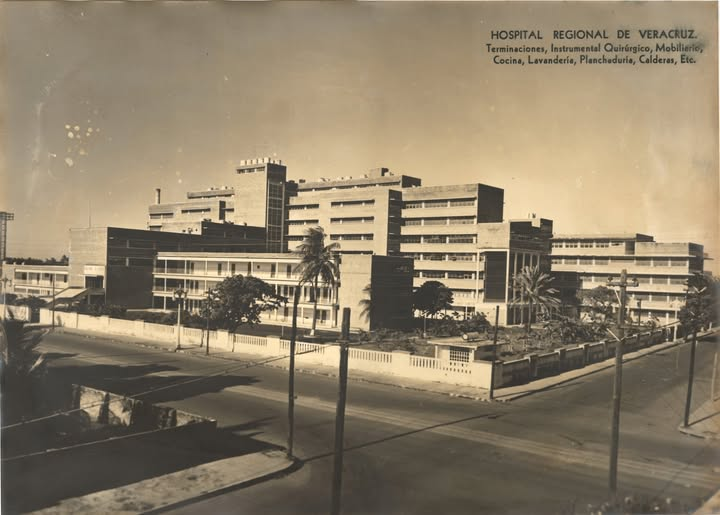 HOSPITAL REGIONAL DE VERACRUZ.
Terminaciones, Instrumental Quirúrgico, Mobiliario,
Cocina, Lavandería, Planchaduría, Calderas, Etc.